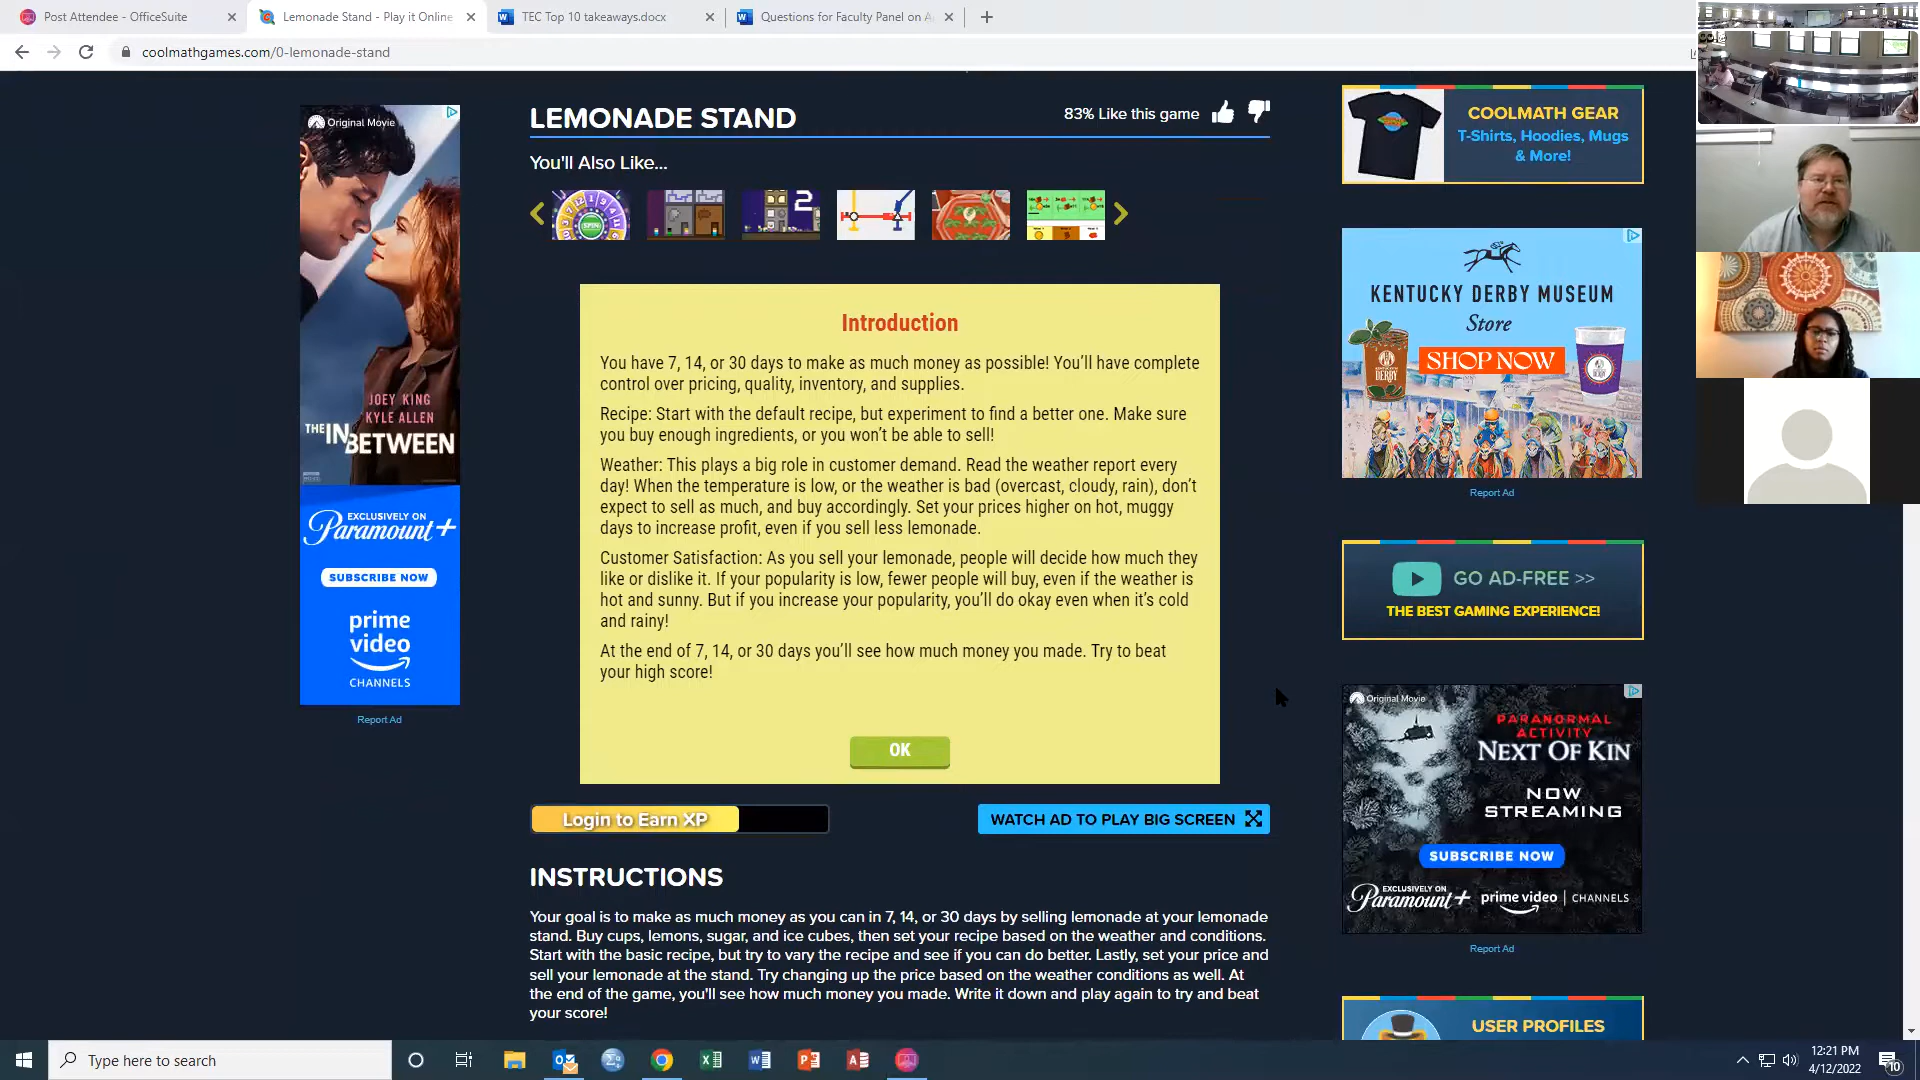 Post Attendee - OfficeSuite
Lemonade Stand - Play it Online
TEC Top 10 takeaways.docx
Questions for Faculty Panel on A
coolmathgames.com/0-lemonade-stand
LEMONADE STAND
83% Like this game
You'll Also Like...
SPIN
2
Introduction
You have 7, 14, or 30 days to make as much money as possible! You'll have complete
control over pricing, quality, inventory, and supplies.
Recipe: Start with the default recipe, but experiment to find a better one. Make sure
you buy enough ingredients, or you won't be able to sell!
Weather: This plays a big role in customer demand. Read the weather report every
day! When the temperature is low, or the weather is bad (overcast, cloudy, rain), don't
expect to sell as much, and buy accordingly. Set your prices higher on hot, muggy
days to increase profit, even if you sell less lemonade.
Customer Satisfaction: As you sell your lemonade, people will decide how much they
like or dislike it. If your popularity is low, fewer people will buy, even if the weather is
hot and sunny. But if you increase your popularity, you'll do okay even when it's cold
and rainy!
At the end of 7, 14, or 30 days you'll see how much money you made. Try to beat
your high score!
OK
Login to Earn XP
WATCH AD TO PLAY BIG SCREEN
INSTRUCTIONS
Your goal is to make as much money as you can in 7, 14, or 30 days by selling lemonade at your lemonade
stand. Buy cups, lemons, sugar, and ice cubes, then set your recipe based on the weather and conditions.
Start with the basic recipe, but try to vary the recipe and see if you can do better. Lastly, set your price and
sell your lemonade at the stand. Try changing up the price based on the weather conditions as well. At
the end of the game, you'll see how much money you made. Write it down and play again to try and beat
your score!
Original Movie
JOEY KING
KYLE ALLEN
THE IN BETWEEN
EXCLUSIVELY ON
Paramount+
SUBSCRIBE NOW
prime video
CHANNELS
Report Ad
COOLMATH GEAR
T-Shirts, Hoodies, Mugs
& More!
KENTUCKY DERBY MUSEUM
Store
SHOP NOW
DERBY
Report Ad
GO AD-FREE >>
THE BEST GAMING EXPERIENCE!
Original Movie
PARANORMAL
ACTIVITY
NEXT OF KIN
NOW
STREAMING
SUBSCRIBE NOW
EXCLUSIVELY ON
Paramount+ prime video | CHANNELS
Report Ad
USER PROFILES
Type here to search
12:21 PM
4/12/2022
10